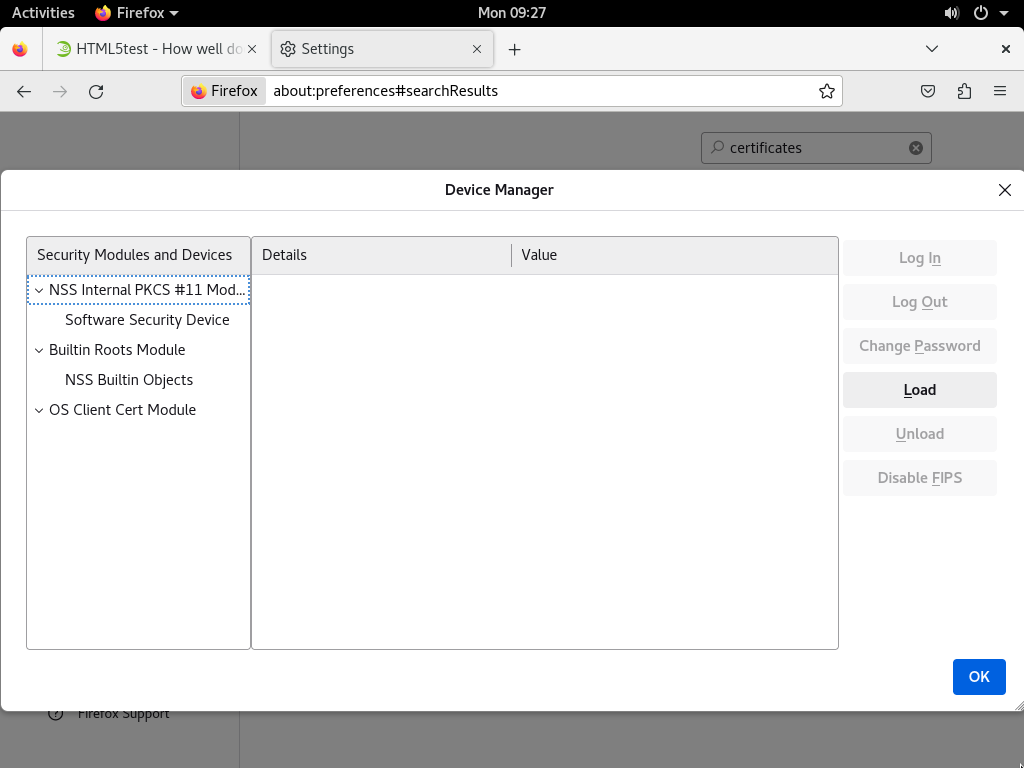 Activities Firefox Mon 09:27
HTML5test - How well do Settings
Firefox about:preferences#searchResults
certificates
Device Manager
Security Modules and Devices Details Value
NSS Internal PKCS #11 Mod...
Software Security Device
Builtin Roots Module
NSS Builtin Objects
OS Client Cert Module
Log In
Log Out
Change Password
Load
Unload
Disable FIPS
OK
Firefox Support